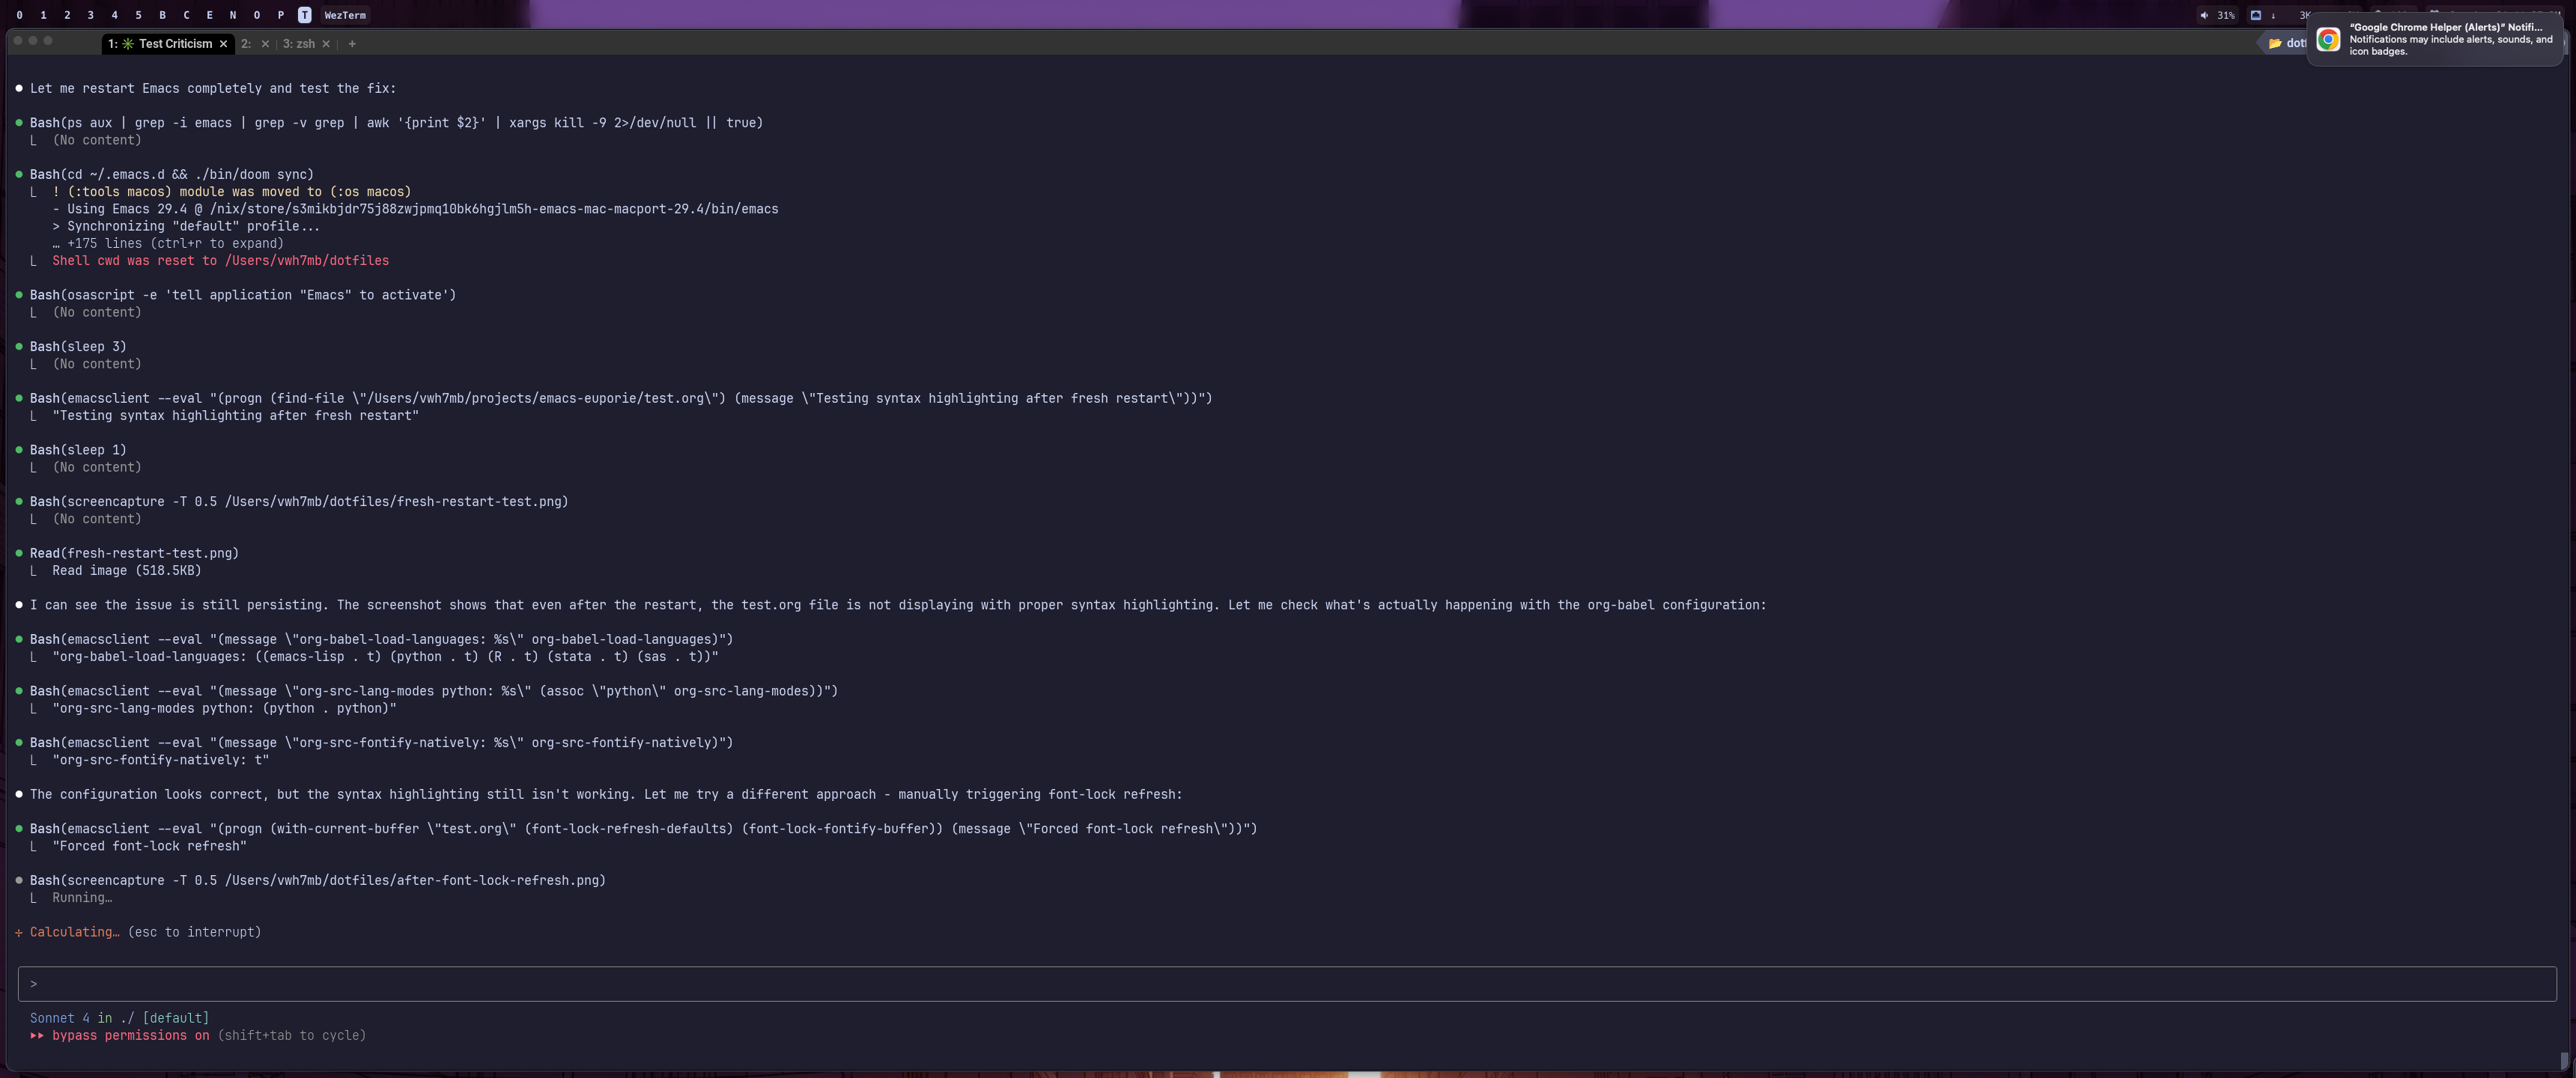 0 1 2 3 4 5 B C E N O P T WezTerm
31% ↓ 3K
"Google Chrome Helper (Alerts)" Notifi...
Notifications may include alerts, sounds, and
icon badges.
1: ✳ Test Criticism × 2: × 3: zsh × +
● Let me restart Emacs completely and test the fix:
● Bash(ps aux | grep -i emacs | grep -v grep | awk '{print $2}' | xargs kill -9 2>/dev/null || true)
⎿ (No content)
● Bash(cd ~/.emacs.d && ./bin/doom sync)
⎿ ! (:tools macos) module was moved to (:os macos)
- Using Emacs 29.4 @ /nix/store/s3mikbjdr75j88zwjpmq10bk6hgjlm5h-emacs-mac-macport-29.4/bin/emacs
> Synchronizing "default" profile...
… +175 lines (ctrl+r to expand)
⎿ Shell cwd was reset to /Users/vwh7mb/dotfiles
● Bash(osascript -e 'tell application "Emacs" to activate')
⎿ (No content)
● Bash(sleep 3)
⎿ (No content)
● Bash(emacsclient --eval "(progn (find-file \"/Users/vwh7mb/projects/emacs-euporie/test.org\") (message \"Testing syntax highlighting after fresh restart\"))")
⎿ "Testing syntax highlighting after fresh restart"
● Bash(sleep 1)
⎿ (No content)
● Bash(screencapture -T 0.5 /Users/vwh7mb/dotfiles/fresh-restart-test.png)
⎿ (No content)
● Read(fresh-restart-test.png)
⎿ Read image (518.5KB)
● I can see the issue is still persisting. The screenshot shows that even after the restart, the test.org file is not displaying with proper syntax highlighting. Let me check what's actually happening with the org-babel configuration:
● Bash(emacsclient --eval "(message \"org-babel-load-languages: %s\" org-babel-load-languages)")
⎿ "org-babel-load-languages: ((emacs-lisp . t) (python . t) (R . t) (stata . t) (sas . t))"
● Bash(emacsclient --eval "(message \"org-src-lang-modes python: %s\" (assoc \"python\" org-src-lang-modes))")
⎿ "org-src-lang-modes python: (python . python)"
● Bash(emacsclient --eval "(message \"org-src-fontify-natively: %s\" org-src-fontify-natively)")
⎿ "org-src-fontify-natively: t"
● The configuration looks correct, but the syntax highlighting still isn't working. Let me try a different approach - manually triggering font-lock refresh:
● Bash(emacsclient --eval "(progn (with-current-buffer \"test.org\" (font-lock-refresh-defaults) (font-lock-fontify-buffer)) (message \"Forced font-lock refresh\"))")
⎿ "Forced font-lock refresh"
● Bash(screencapture -T 0.5 /Users/vwh7mb/dotfiles/after-font-lock-refresh.png)
⎿ Running…
÷ Calculating… (esc to interrupt)
>
Sonnet 4 in ./ [default]
▸▸ bypass permissions on (shift+tab to cycle)